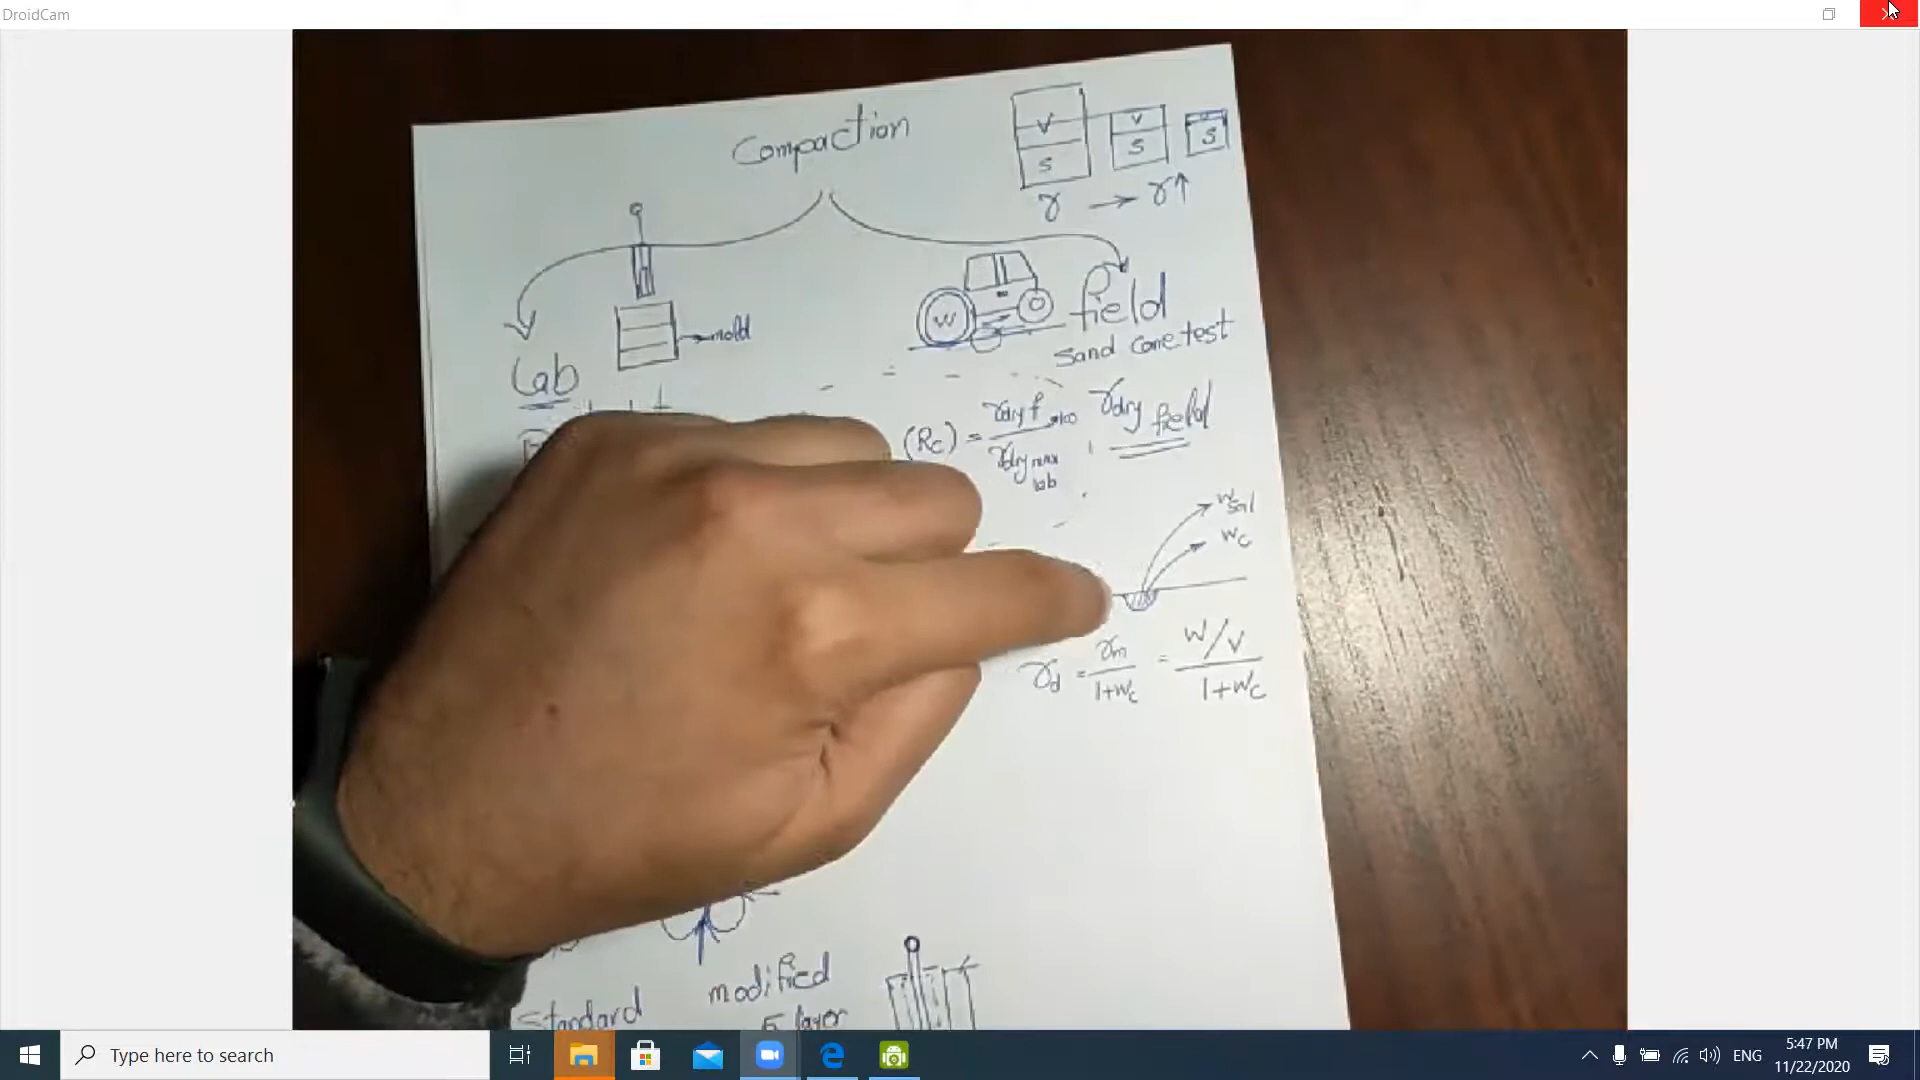 DroidCam
Compaction
V
S
V
S
S
γ → γ↑
mold
W
field
Sand Cone test
Lab
(Rc) = γdry f / γdry max lab ×100
γdry field
Wsoil
Wc
γd = γm / 1+Wc = W/V / 1+Wc
Standard
modified
5 layer
Type here to search
ENG
5:47 PM
11/22/2020